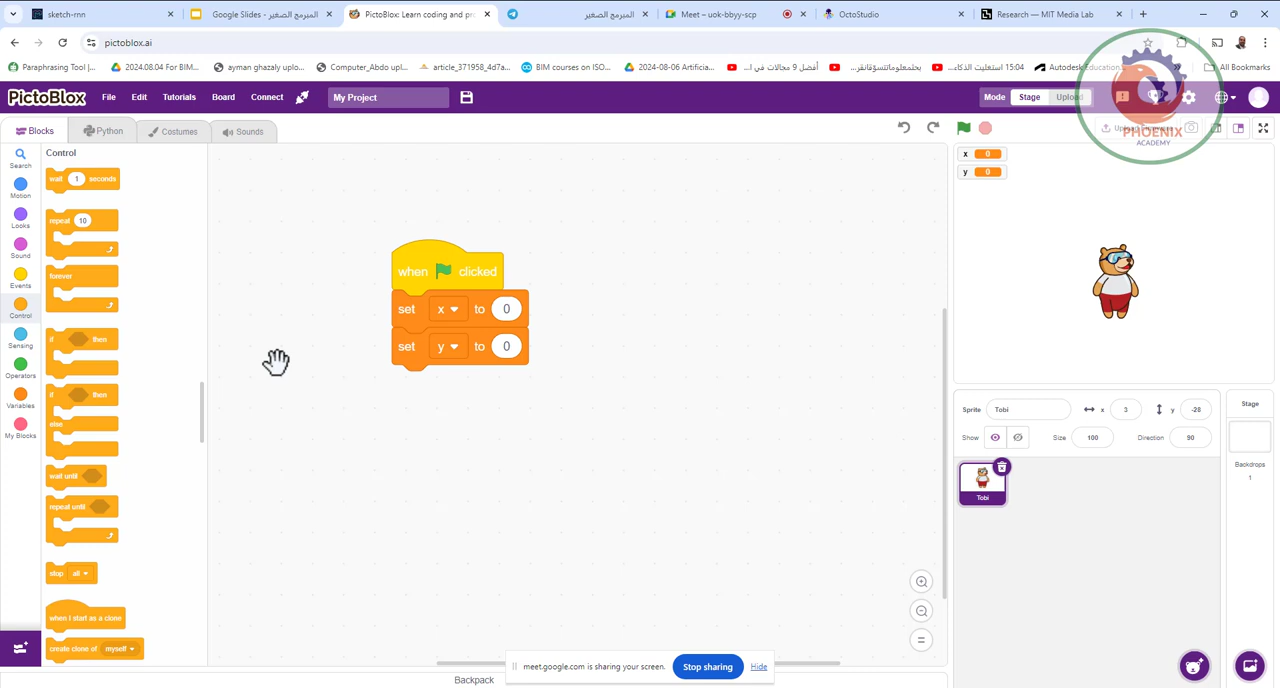 sketch-rnn
Google Slides - المبرمج الصغير
PictoBlox: Learn coding and pro
المبرمج الصغير
Meet – uok-bbyy-scp
OctoStudio
Research — MIT Media Lab
pictoblox.ai
Paraphrasing Tool |...
2024.08.04 For BIM...
ayman ghazaly co uplo...
Computer_Abdo upl...
article_371958_4d7a...
BIM courses on ISO...
2024-08-06 Artificia...
أفضل 9 مجالات في ا...
15:04
Autodesk Education
All Bookmarks
PictoBlox
File
Edit
Tutorials
Board
Connect
My Project
Mode
Stage
Upload
PHOENIX
ACADEMY
Blocks
Python
Costumes
Sounds
Search
Motion
Looks
Sound
Events
Control
Sensing
Operators
Variables
My Blocks
Control
wait 1 seconds
repeat 10
forever
if then
if then
else
wait until
repeat until
stop all
when I start as a clone
create clone of myself
when clicked
set x to 0
set y to 0
x 0
y 0
Sprite Tobi x 3 y -28
Show Size 100 Direction 90
Tobi
Stage
Backdrops
1
meet.google.com is sharing your screen.
Stop sharing
Hide
Backpack